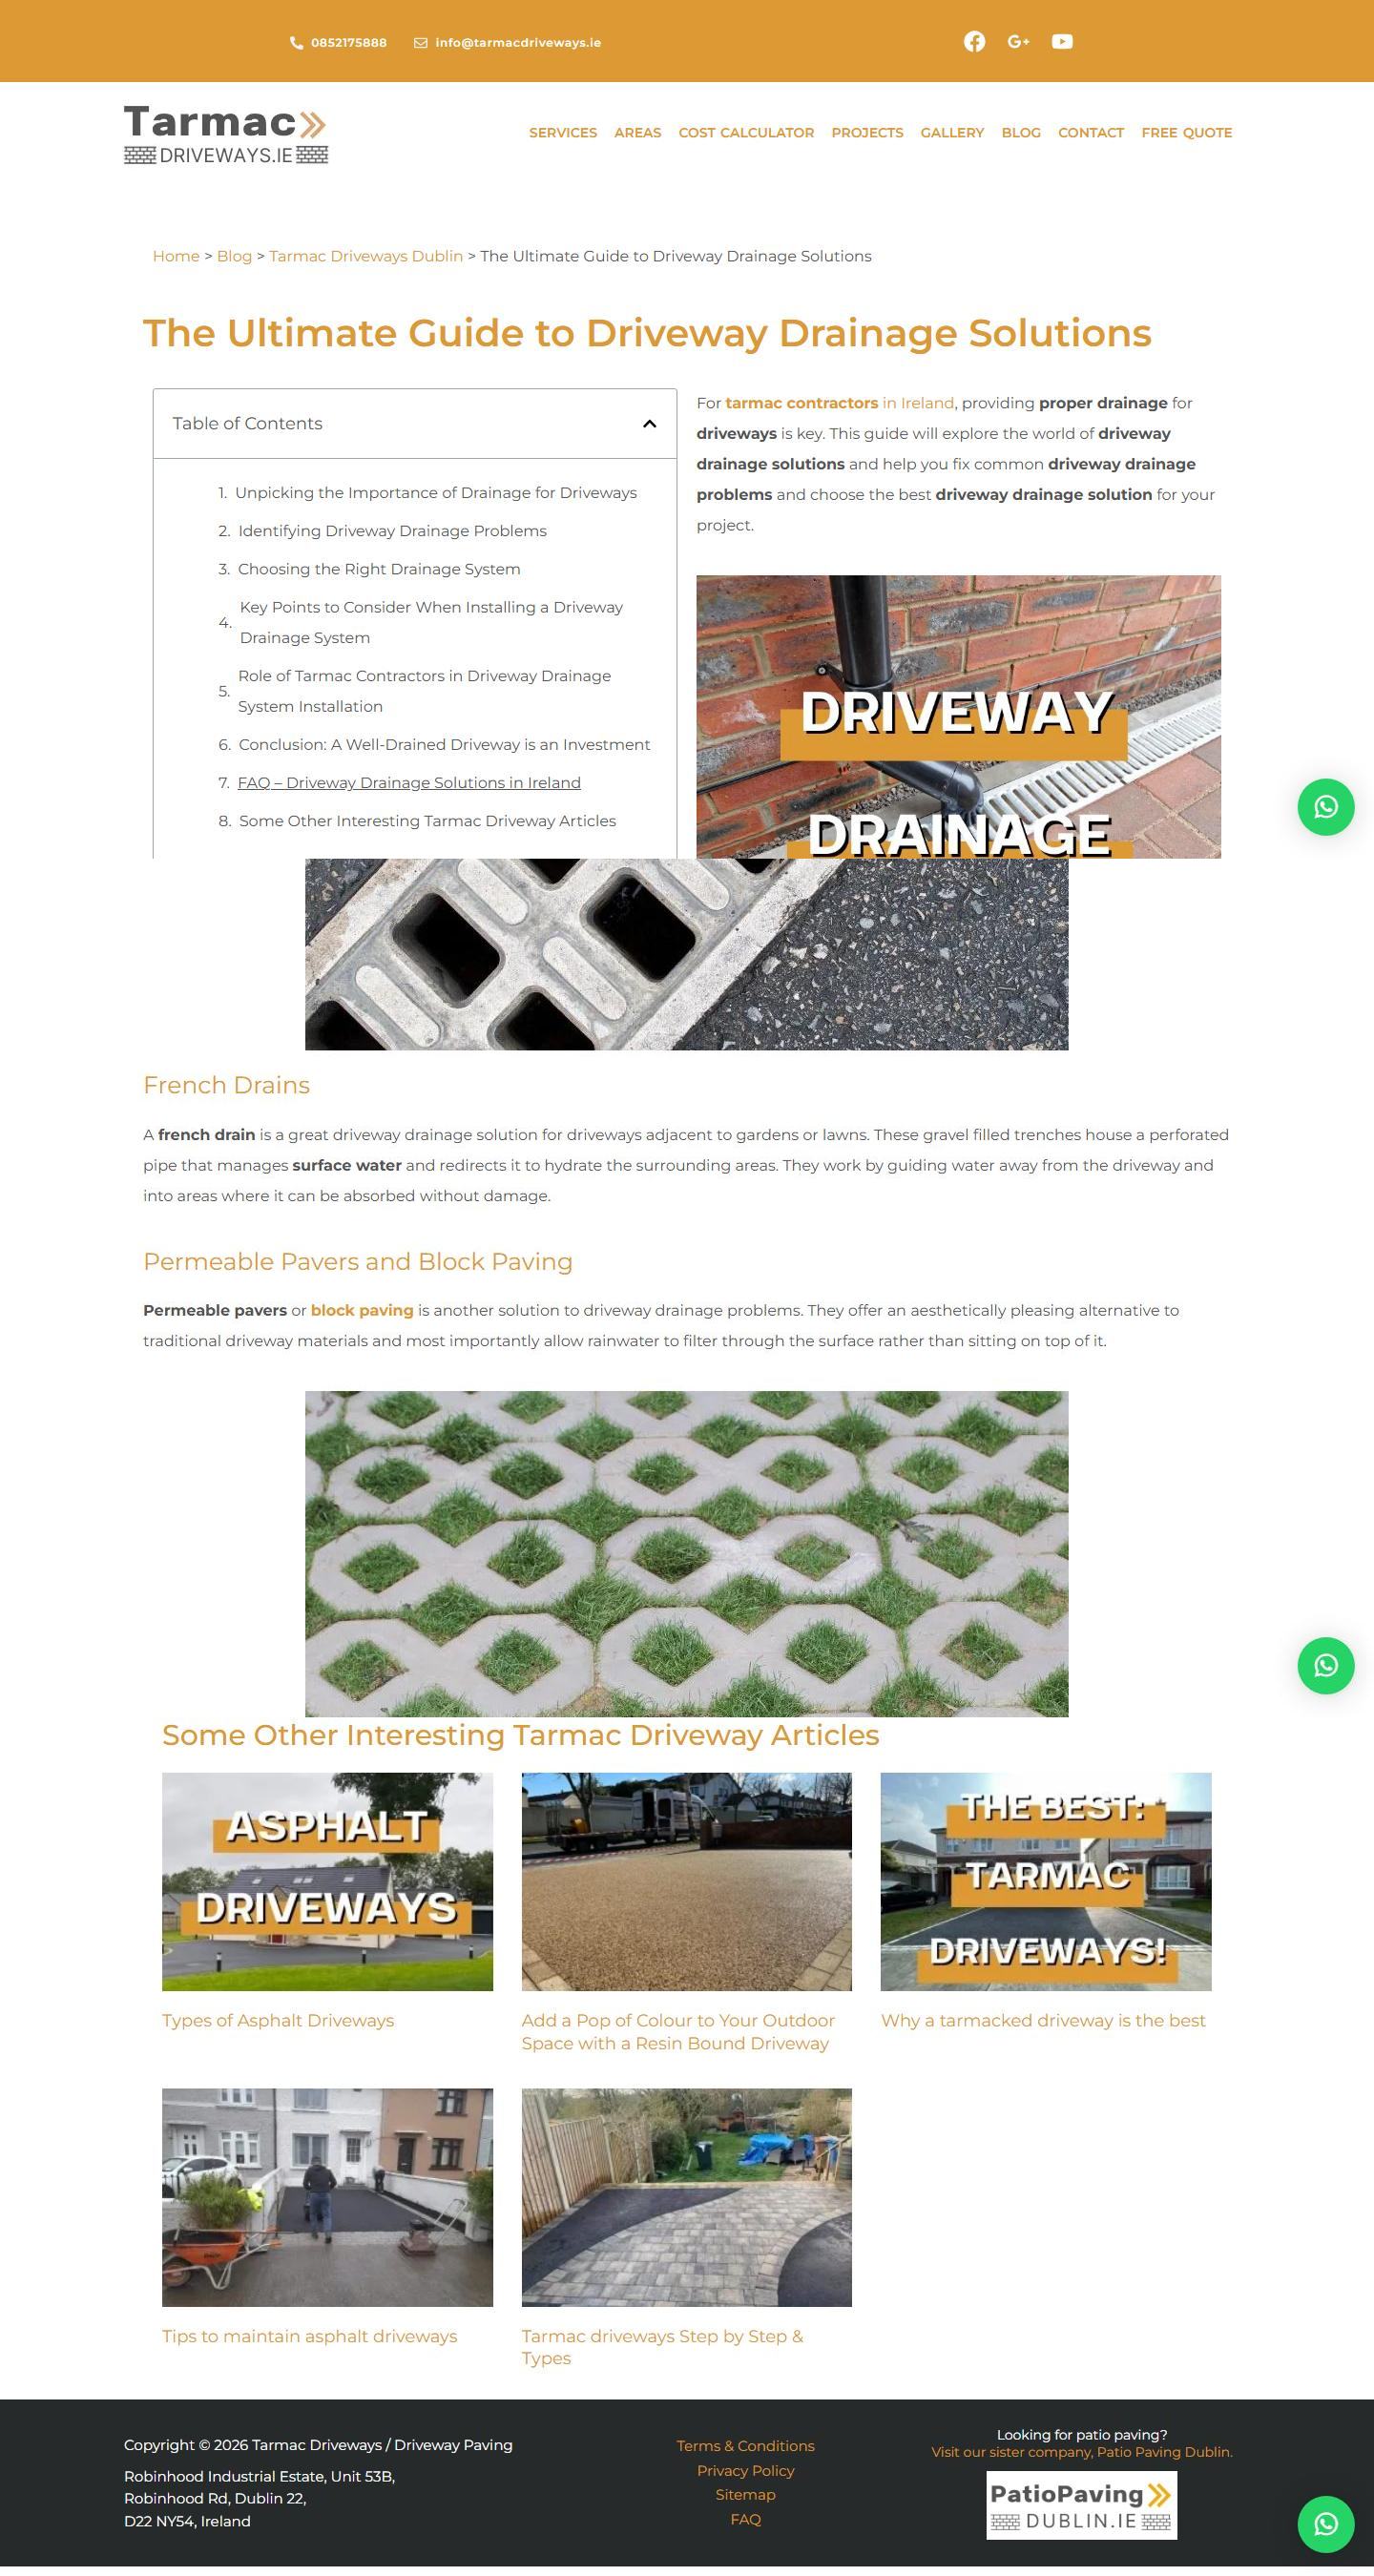 0852175888
info@tarmacdriveways.ie
Tarmac
DRIVEWAYS.IE
SERVICES AREAS COST CALCULATOR PROJECTS GALLERY BLOG CONTACT FREE QUOTE
Home > Blog > Tarmac Driveways Dublin > The Ultimate Guide to Driveway Drainage Solutions
The Ultimate Guide to Driveway Drainage Solutions
Table of Contents
1. Unpicking the Importance of Drainage for Driveways
2. Identifying Driveway Drainage Problems
3. Choosing the Right Drainage System
4. Key Points to Consider When Installing a Driveway
Drainage System
5. Role of Tarmac Contractors in Driveway Drainage
System Installation
6. Conclusion: A Well-Drained Driveway is an Investment
7. FAQ – Driveway Drainage Solutions in Ireland
8. Some Other Interesting Tarmac Driveway Articles
For tarmac contractors in Ireland, providing proper drainage for
driveways is key. This guide will explore the world of driveway
drainage solutions and help you fix common driveway drainage
problems and choose the best driveway drainage solution for your
project.
DRIVEWAY
DRAINAGE
French Drains
A french drain is a great driveway drainage solution for driveways adjacent to gardens or lawns. These gravel filled trenches house a perforated
pipe that manages surface water and redirects it to hydrate the surrounding areas. They work by guiding water away from the driveway and
into areas where it can be absorbed without damage.
Permeable Pavers and Block Paving
Permeable pavers or block paving is another solution to driveway drainage problems. They offer an aesthetically pleasing alternative to
traditional driveway materials and most importantly allow rainwater to filter through the surface rather than sitting on top of it.
Some Other Interesting Tarmac Driveway Articles
ASPHALT
DRIVEWAYS
THE BEST:
TARMAC
DRIVEWAYS!
Types of Asphalt Driveways
Add a Pop of Colour to Your Outdoor
Space with a Resin Bound Driveway
Why a tarmacked driveway is the best
Tips to maintain asphalt driveways
Tarmac driveways Step by Step &
Types
Copyright © 2026 Tarmac Driveways / Driveway Paving
Robinhood Industrial Estate, Unit 53B,
Robinhood Rd, Dublin 22,
D22 NY54, Ireland
Terms & Conditions
Privacy Policy
Sitemap
FAQ
Looking for patio paving?
Visit our sister company, Patio Paving Dublin.
PatioPaving
DUBLIN.IE